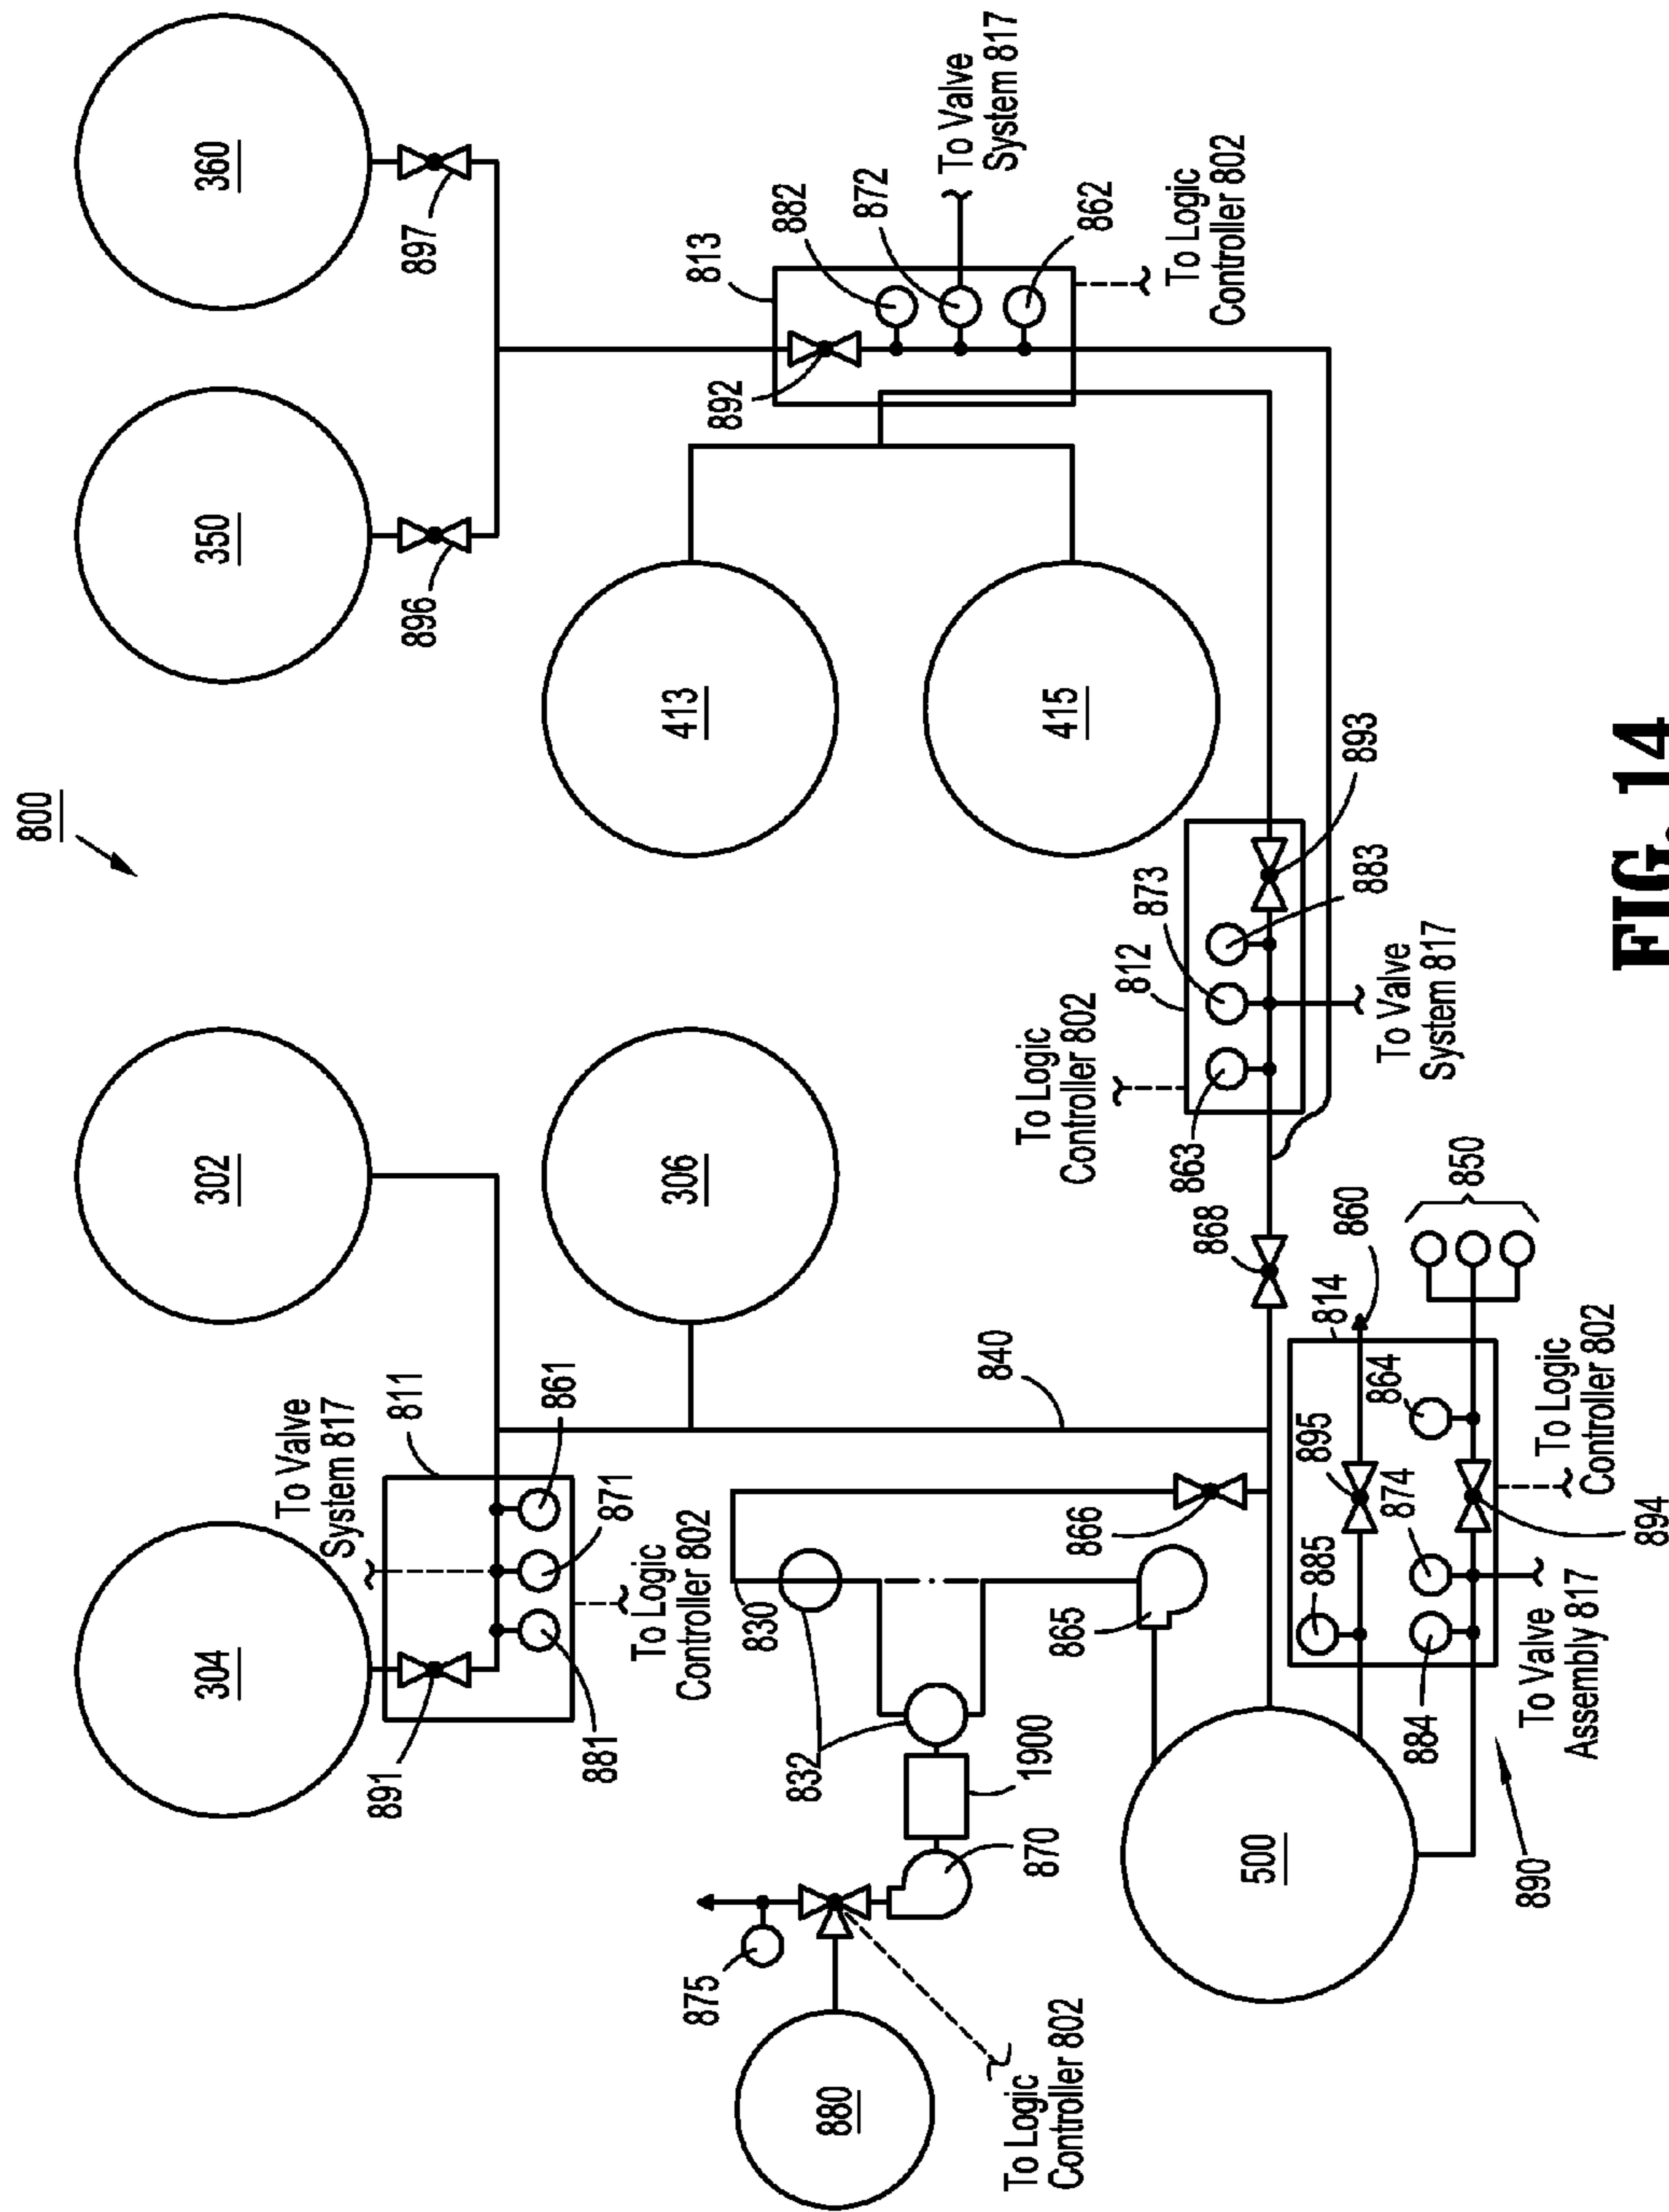 800
304
302
350
360
To Valve
System 817
811
861
871
881
891
To Logic
Controller 802
306
896
897
413
415
813
892
882
872
862
To Valve
System 817
To Logic
Controller 802
875
880
To Logic
Controller 802
870
1900
832
830
865
866
840
868
To Logic
Controller 802
812
863
873
883
893
To Valve
System 817
500
890
885
895
814
860
884
874
864
850
894
To Valve
Assembly 817
To Logic
Controller 802
FIG. 14